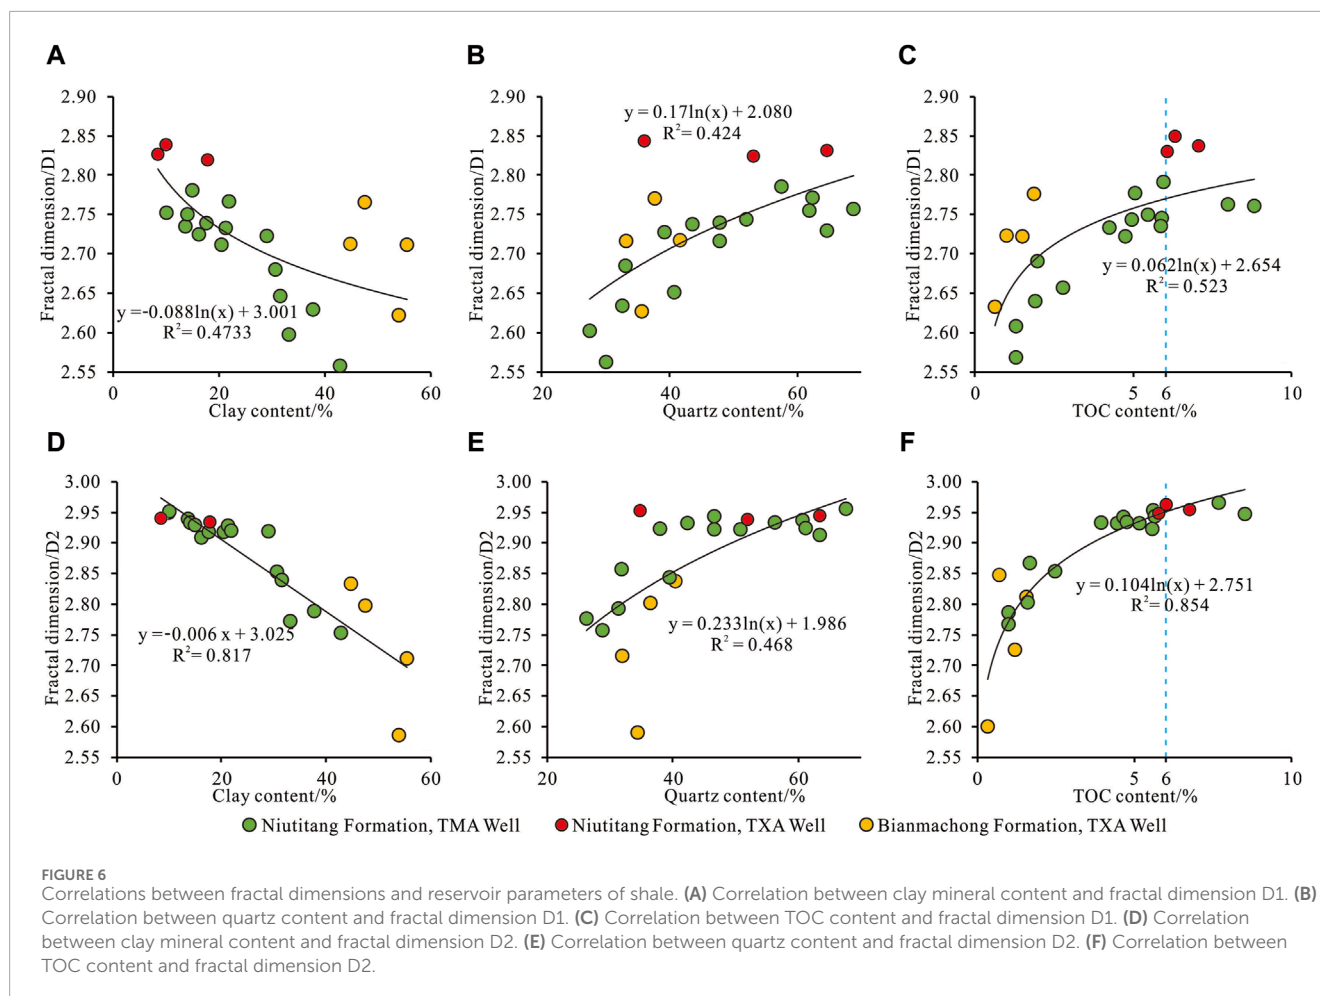 A
2.90
2.85
2.80
2.75
2.70
2.65
2.60
2.55
Fractal dimension/D1
y=-0.088ln(x)+3.001
R²=0.4733
0
20
40
60
Clay content/%
B
2.90
2.85
2.80
2.75
2.70
2.65
2.60
2.55
Fractal dimension/D1
y = 0.17ln(x) + 2.080
R²= 0.424
20
40
60
Quartz content/%
C
2.90
2.85
2.80
2.75
2.70
2.65
2.60
2.55
Fractal dimension/D1
y = 0.062ln(x) + 2.654
R²= 0.523
0
5
6
10
TOC content/%
D
3.00
2.95
2.90
2.85
2.80
2.75
2.70
2.65
2.60
2.55
Fractal dimension/D2
y=-0.006 x + 3.025
R²= 0.817
0
20
40
60
Clay content/%
E
3.00
2.95
2.90
2.85
2.80
2.75
2.70
2.65
2.60
2.55
Fractal dimension/D2
y = 0.233ln(x) + 1.986
R²= 0.468
20
40
60
Quartz content/%
F
3.00
2.95
2.90
2.85
2.80
2.75
2.70
2.65
2.60
2.55
Fractal dimension/D2
y = 0.104ln(x) + 2.751
R²= 0.854
0
5
6
10
TOC content/%
Niutitang Formation, TMA Well
Niutitang Formation, TXA Well
Bianmachong Formation, TXA Well
FIGURE 6
Correlations between fractal dimensions and reservoir parameters of shale. (A) Correlation between clay mineral content and fractal dimension D1. (B)
Correlation between quartz content and fractal dimension D1. (C) Correlation between TOC content and fractal dimension D1. (D) Correlation
between clay mineral content and fractal dimension D2. (E) Correlation between quartz content and fractal dimension D2. (F) Correlation between
TOC content and fractal dimension D2.